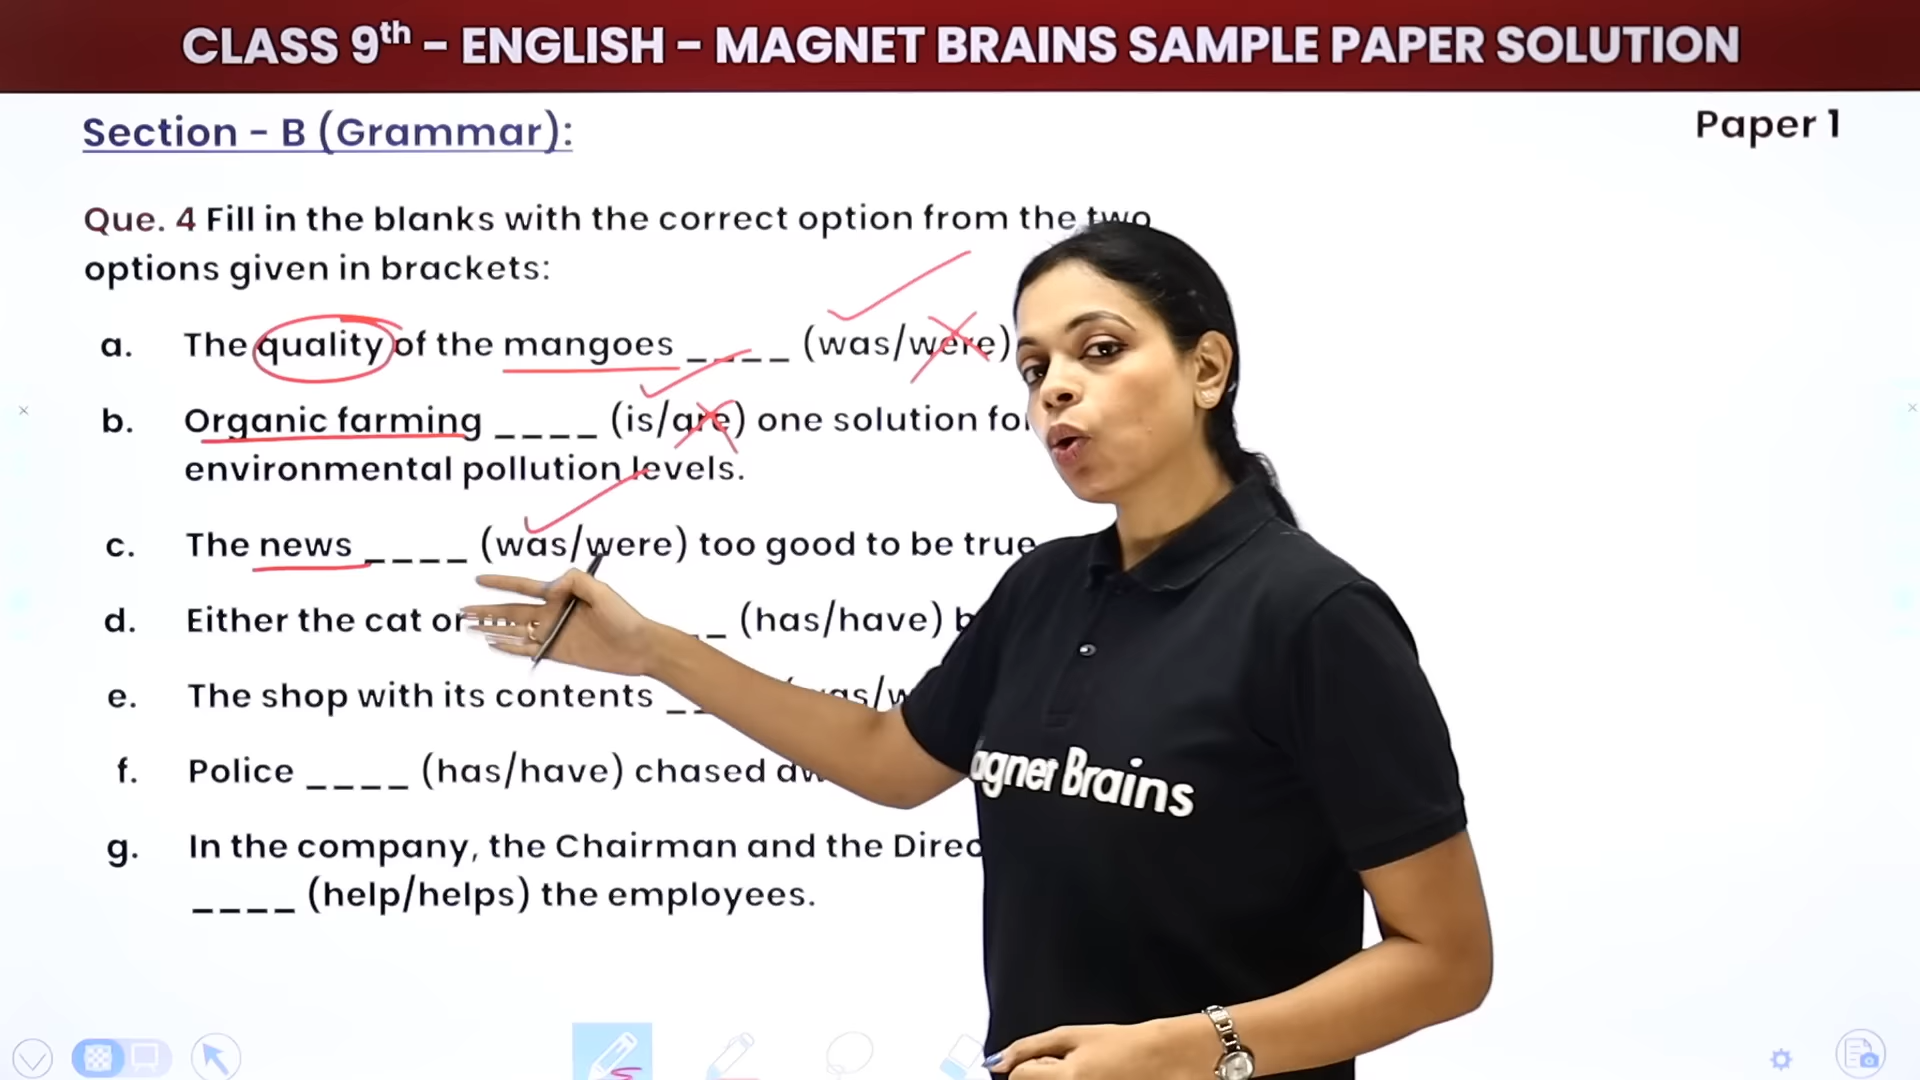 CLASS 9th – ENGLISH – MAGNET BRAINS SAMPLE PAPER SOLUTION
Section - B (Grammar):
Paper 1
Que. 4 Fill in the blanks with the correct option from the two
options given in brackets:
a. The quality of the mangoes ____ (was/were)
b. Organic farming ____ (is/are) one solution for
environmental pollution levels.
c. The news ____ (was/were) too good to be true
d. Either the cat or __ (has/have)
e. The shop with its contents __
f. Police ____ (has/have) chased
g. In the company, the Chairman and the
____ (help/helps) the employees.
Brains